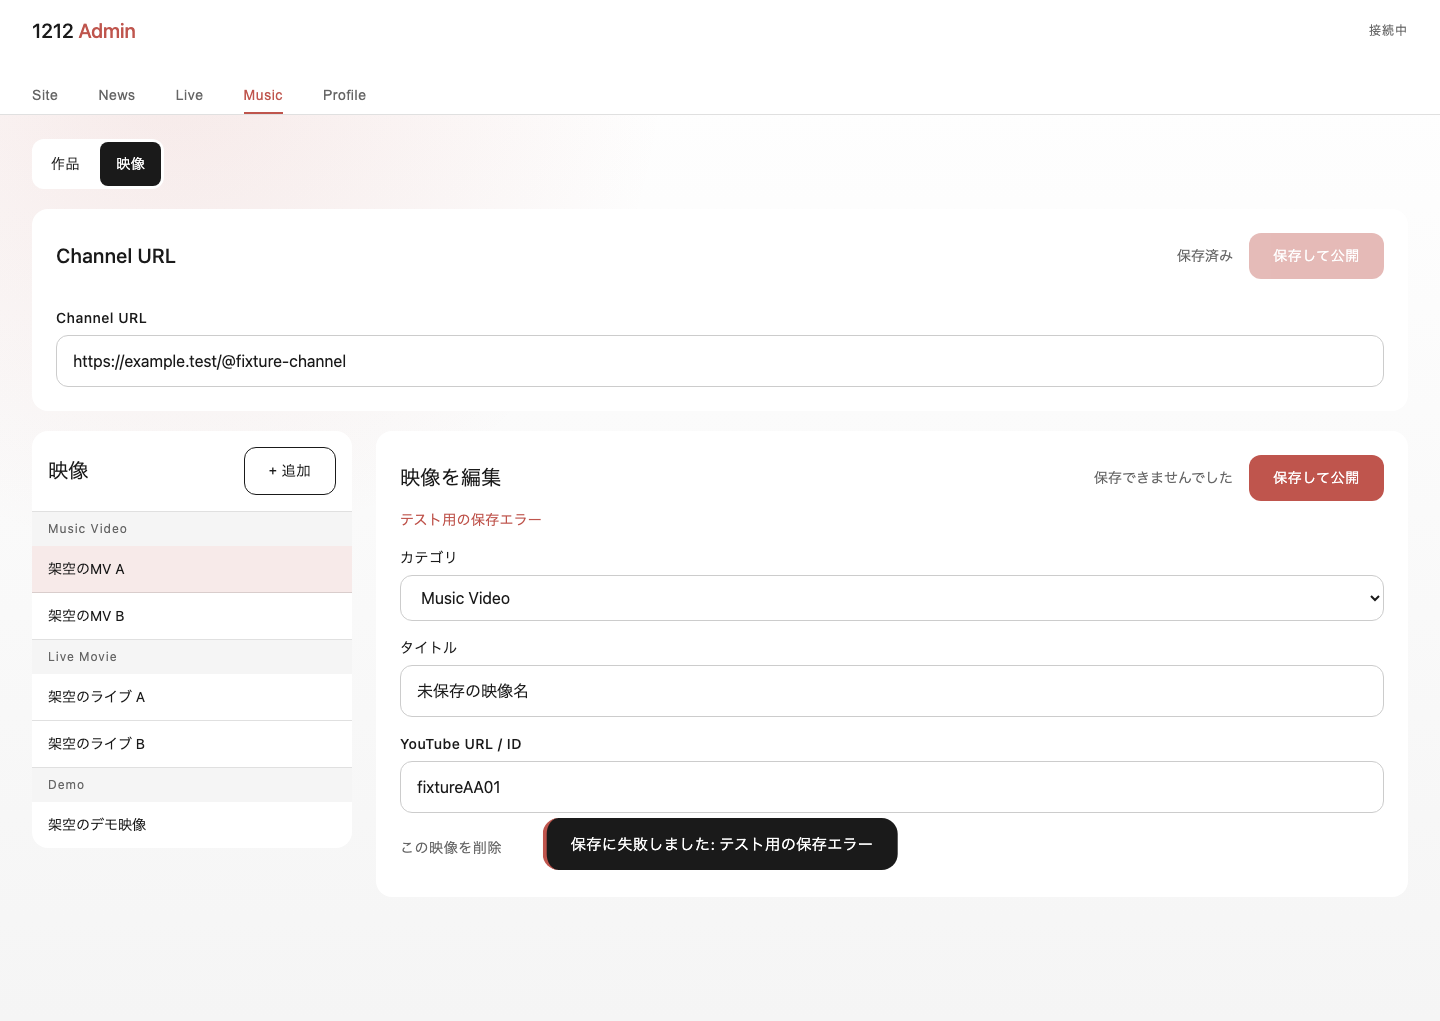 1212 Admin
接続中
Site
News
Live
Music
Profile
作品
映像
Channel URL
保存済み
保存して公開
Channel URL
https://example.test/@fixture-channel
映像
+ 追加
Music Video
架空のMV A
架空のMV B
Live Movie
架空のライブ A
架空のライブ B
Demo
架空のデモ映像
映像を編集
保存できませんでした
保存して公開
テスト用の保存エラー
カテゴリ
Music Video
タイトル
未保存の映像名
YouTube URL / ID
fixtureAA01
この映像を削除
保存に失敗しました: テスト用の保存エラー